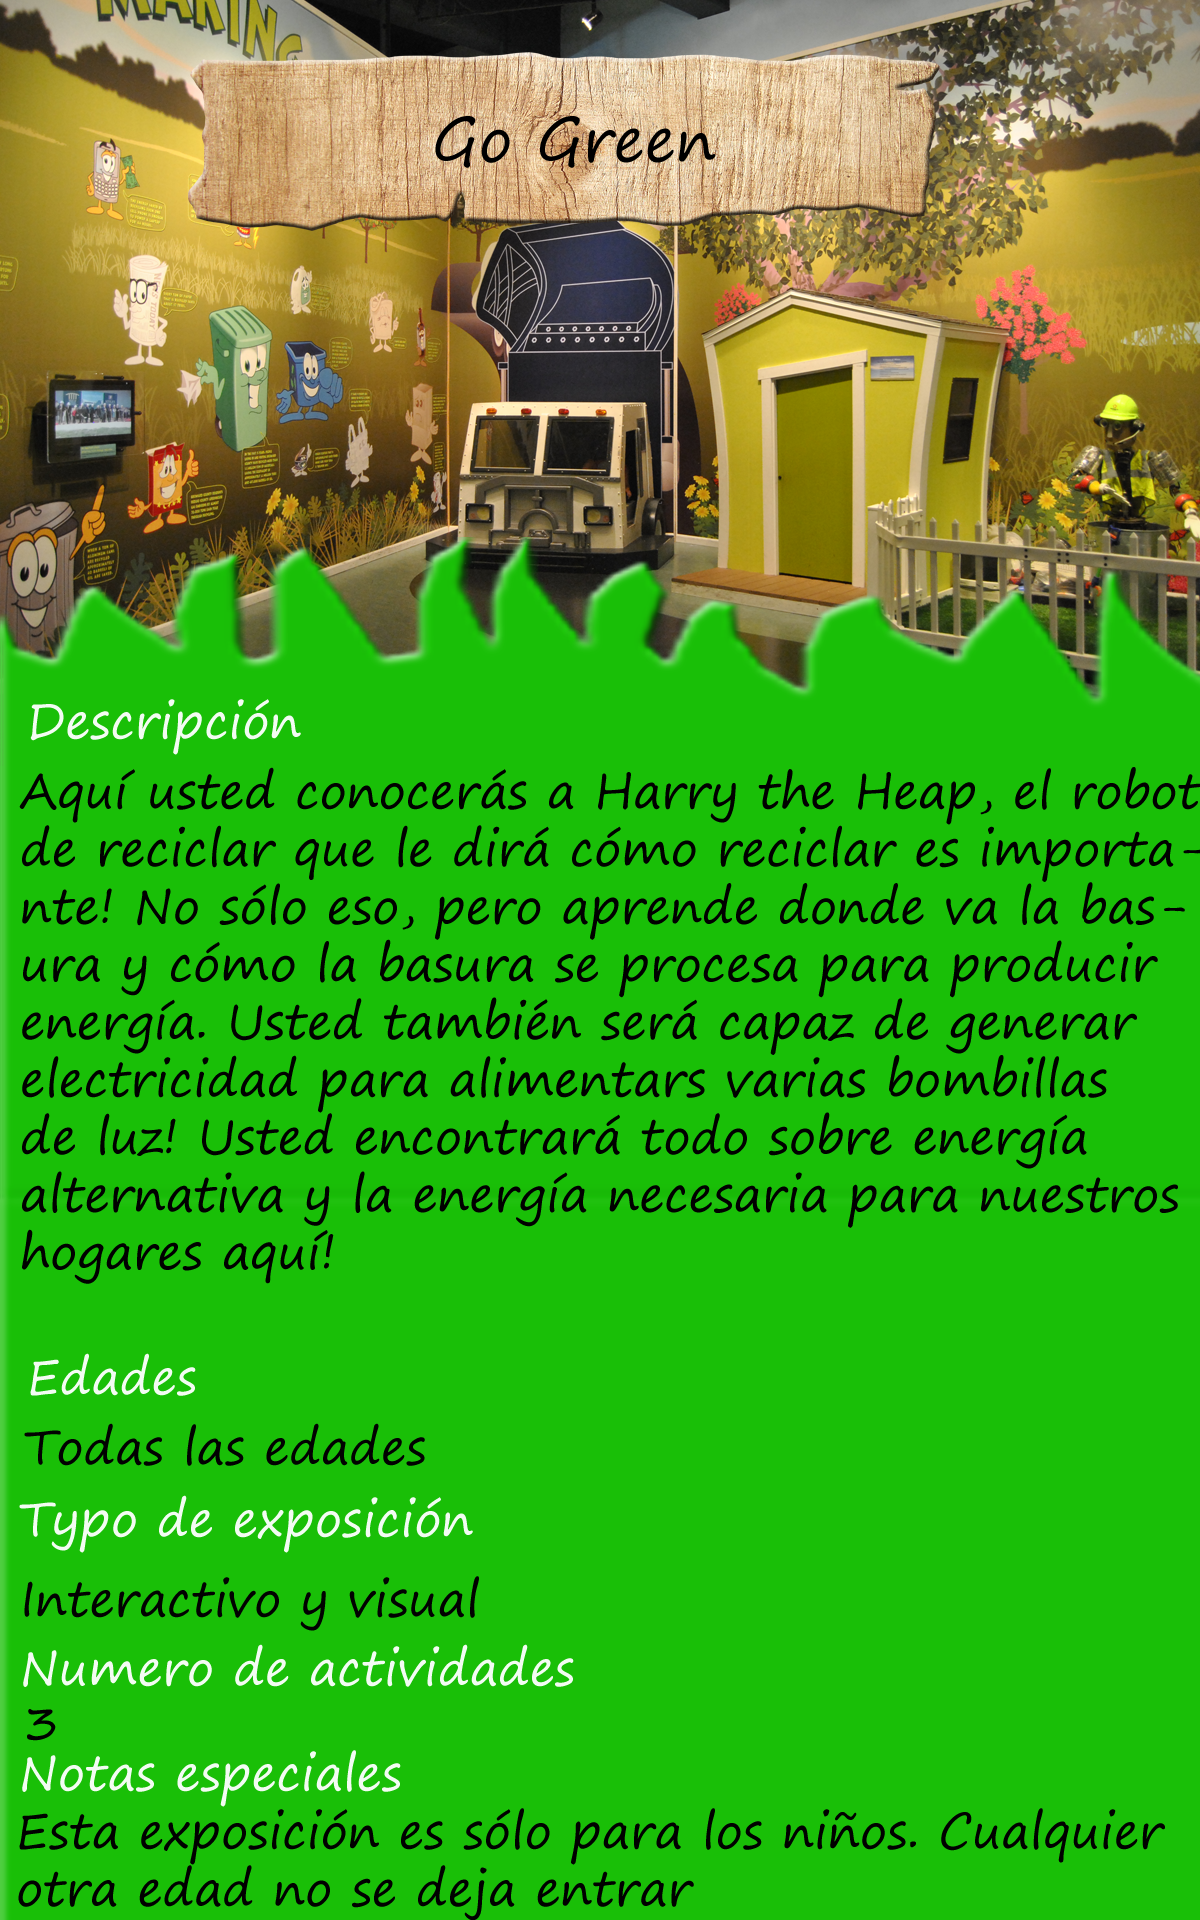 MAKING
Go Green
Descripción
Aquí usted conocerás a Harry the Heap, el robot
de reciclar que le dirá cómo reciclar es importa-
nte! No sólo eso, pero aprende donde va la bas-
ura y cómo la basura se procesa para producir
energía. Usted también será capaz de generar
electricidad para alimentars varias bombillas
de luz! Usted encontrará todo sobre energía
alternativa y la energía necesaria para nuestros
hogares aquí!
Edades
Todas las edades
Typo de exposición
Interactivo y visual
Numero de actividades
3
Notas especiales
Esta exposición es sólo para los niños. Cualquier
otra edad no se deja entrar